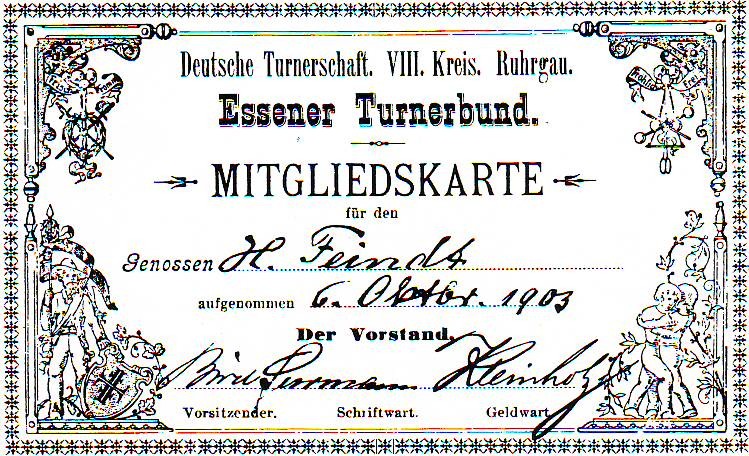 Deutsche Turnerschaft. VIII. Kreis. Ruhrgau.
Essener Turnerbund.
MITGLIEDSKARTE
für den
Genossen H. Feindt
aufgenommen 6. Oktbr. 1903
Der Vorstand.
Kleinholz
Vorsitzender. Schriftwart. Geldwart.